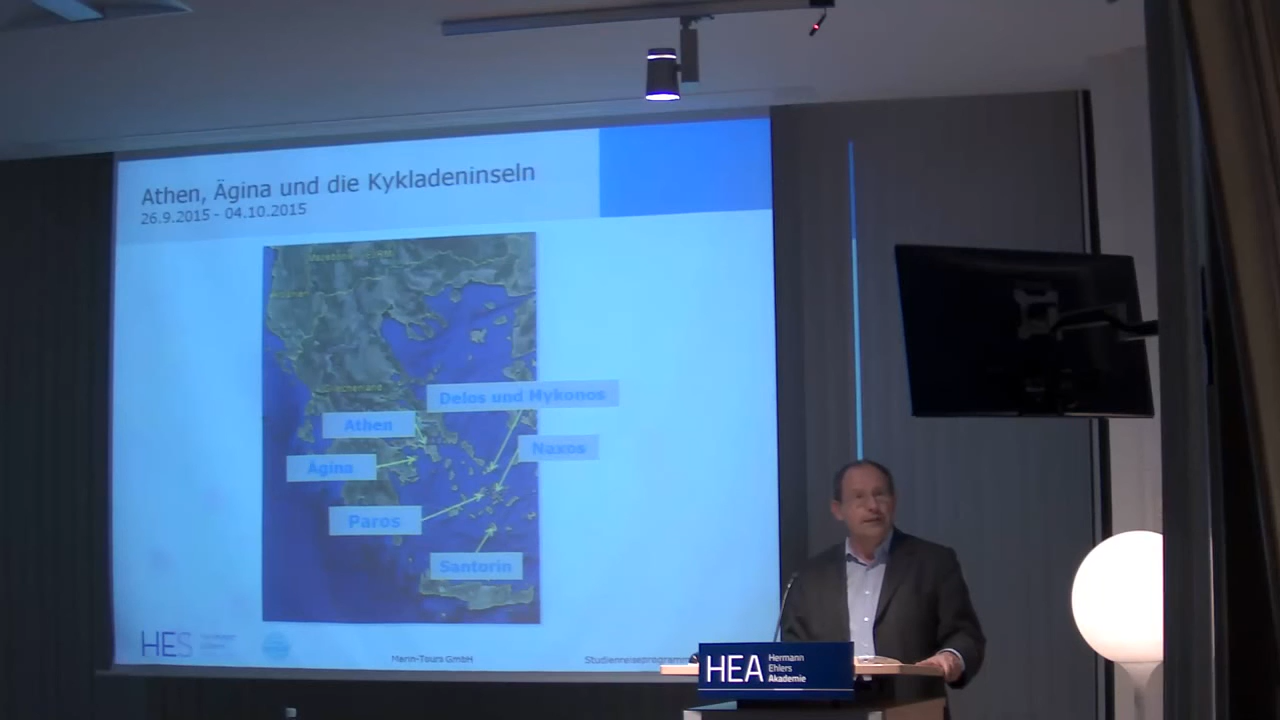 Athen, Ägina und die Kykladeninseln
26.9.2015 - 04.10.2015
Delos und Mykonos
Athen
Naxos
Ägina
Paros
Santorin
HES
Marin-Tours GmbH
Studienreiseprogramm
HEA
Hermann
Ehlers
Akademie